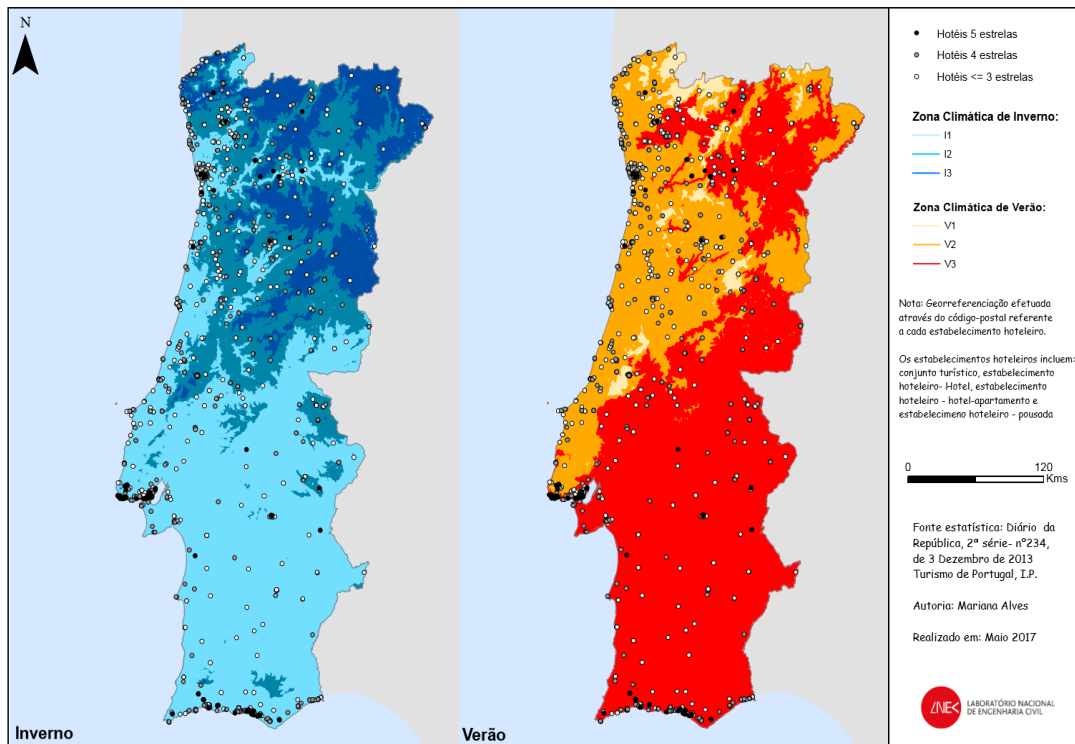 N
Inverno
Verão
Hotéis 5 estrelas
Hotéis 4 estrelas
Hotéis <= 3 estrelas
Zona Climática de Inverno:
I1
I2
I3
Zona Climática de Verão:
V1
V2
V3
Nota: Georreferenciação efetuada
através do código-postal referente
a cada estabelecimento hoteleiro.
Os estabelecimentos hoteleiros incluem:
conjunto turístico, estabelecimento
hoteleiro- Hotel, estabelecimento
hoteleiro - hotel-apartamento e
estabelecimeno hoteleiro - pousada
0 120
Kms
Fonte estatística: Diário da
República, 2ª série- nº234,
de 3 Dezembro de 2013
Turismo de Portugal, I.P.
Autoria: Mariana Alves
Realizado em: Maio 2017
LNEC
LABORATÓRIO NACIONAL
DE ENGENHARIA CIVIL